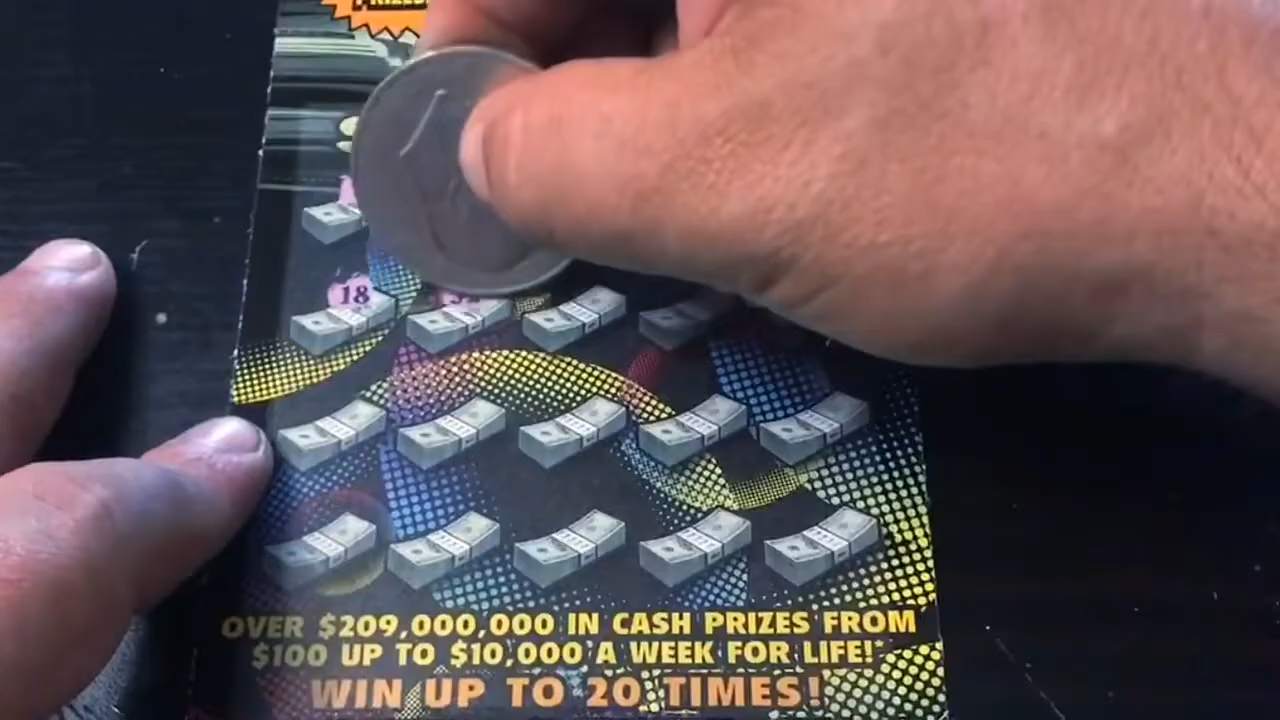 PRIZES
18
OVER $209,000,000 IN CASH PRIZES FROM
$100 UP TO $10,000 A WEEK FOR LIFE!*
WIN UP TO 20 TIMES!